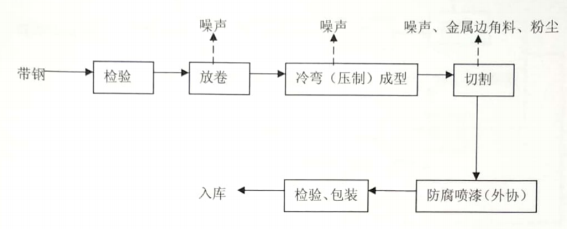 噪声
噪声
噪声、金属边角料、粉尘
带钢
检验
放卷
冷弯（压制）成型
切割
入库
检验、包装
防腐喷漆（外协）